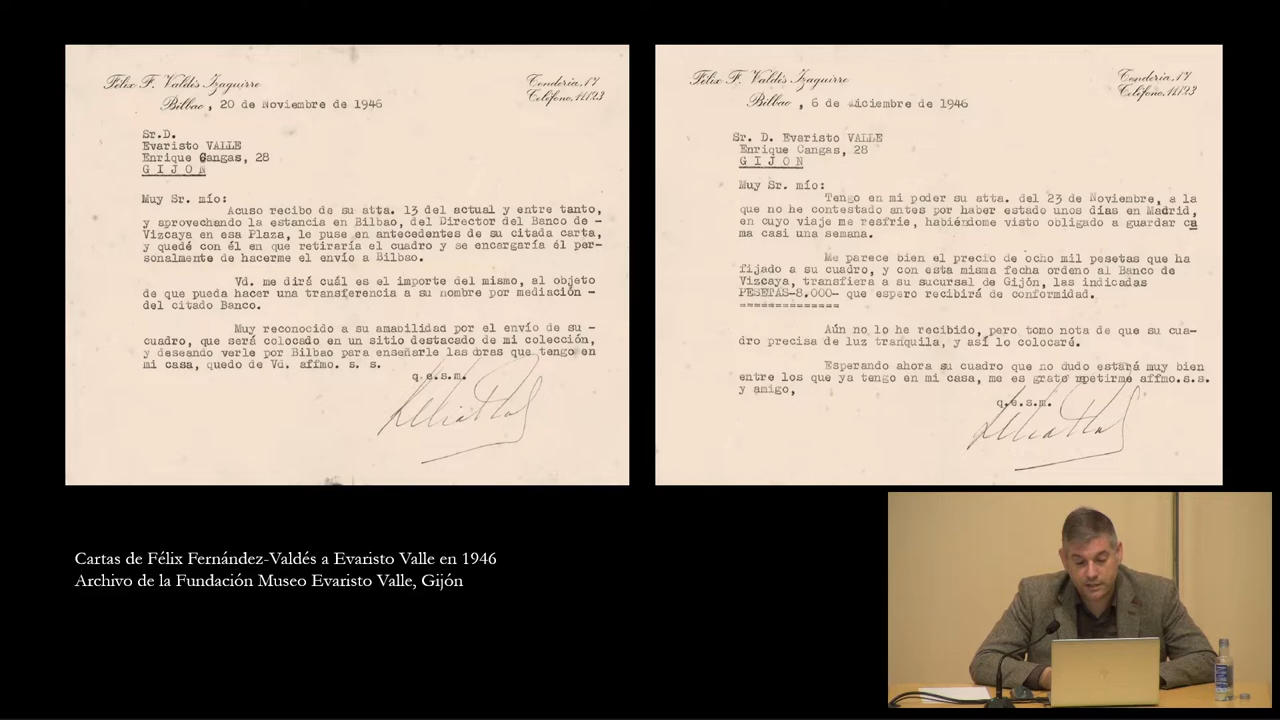 Félix F. Valdés Izaguirre
Tendería, 17
Bilbao, 20 de Noviembre de 1946
Teléfono, 11123
Sr.D.
Evaristo VALLE
Enrique Cangas, 28
G I J O N
Muy Sr. mío:
Acuso recibo de su atta. 13 del actual y entre tanto,
y aprovechando la estancia en Bilbao, del Director del Banco de -
Vizcaya en esa Plaza, le puse en antecedentes de su citada carta,
y quedé con él en que retiraría el cuadro y se encargaría él per-
sonalmente de hacerme el envío a Bilbao.
Vd. me dirá cuál es el importe del mismo, al objeto
de que pueda hacer una transferencia a su nombre por mediación -
del citado Banco.
Muy reconocido a su amabilidad por el envío de su -
cuadro, que será colocado en un sitio destacado de mi colección,
y deseando verle por Bilbao para enseñarle las bras que tengo en
mi casa, quedo de Vd. affmo. s. s.
q.e.s.m.
Félix F. Valdés Izaguirre
Tendería, 17
Bilbao, 6 de diciembre de 1946
Teléfono, 11123
Sr. D. Evaristo VALLE
Enrique Cangas, 28
G I J O N
Muy Sr. mío:
Tengo en mi poder su atta. del 23 de Noviembre, a la
que no he contestado antes por haber estado unos días en Madrid,
en cuyo viaje me resfrie, habiéndome visto obligado a guardar ca
ma casi una semana.
Me parece bien el precio de ocho mil pesetas que ha
fijado a su cuadro, y con esta misma fecha ordeno al Banco de
Vizcaya, transfiera a su sucursal de Gijón, las indicadas
PESETAS-8.000- que espero recibirá de conformidad.
=============
Aún no lo he recibido, pero tomo nota de que su cua-
dro precisa de luz tranquila, y así lo colocaré.
Esperando ahora su cuadro que no dudo estará muy bien
entre los que ya tengo en mi casa, me es grato affmo.s.s.
y amigo,
q.e.s.m.
Cartas de Félix Fernández-Valdés a Evaristo Valle en 1946
Archivo de la Fundación Museo Evaristo Valle, Gijón